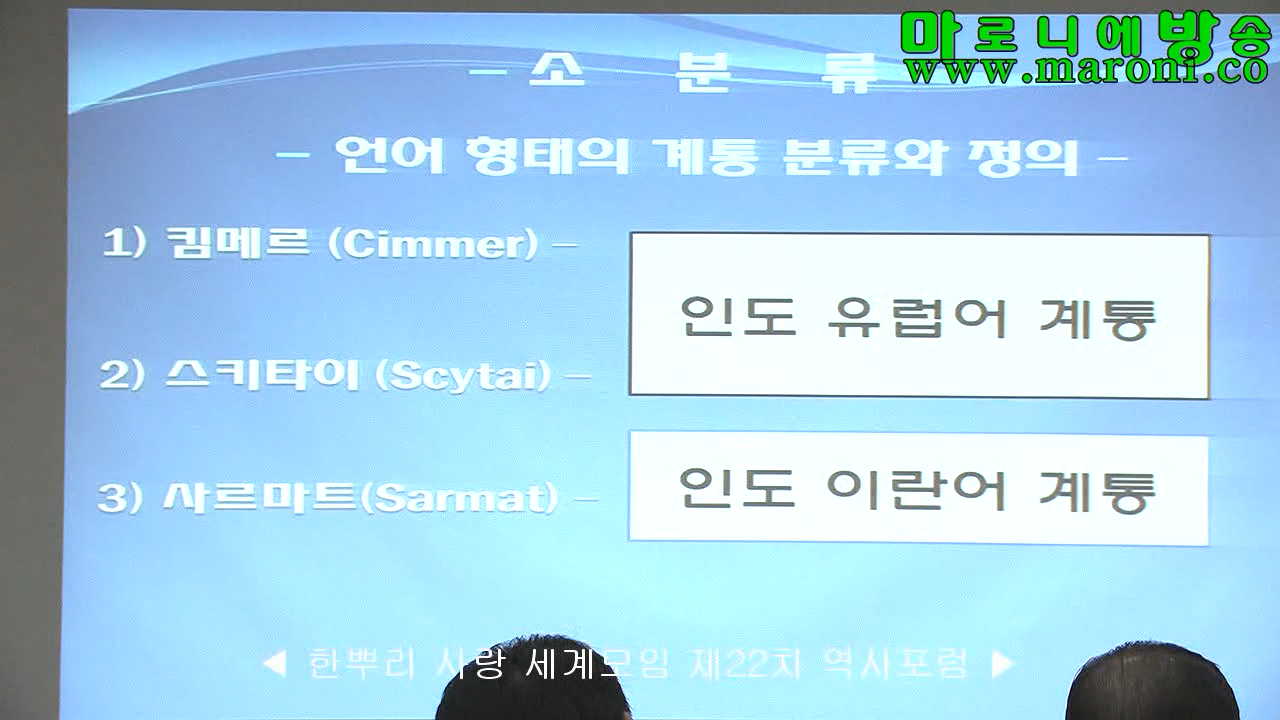 마로니에방송
www.maroni.co
- 소 분 류
- 언어 형태의 계통 분류와 정의 -
1) 킴메르 (Cimmer) -
인도 유럽어 계통
2) 스키타이 (Scytai) -
3) 사르마트(Sarmat) -
인도 이란어 계통
◀ 한뿌리 사랑 세계모임 제22차 역사포럼 ▶